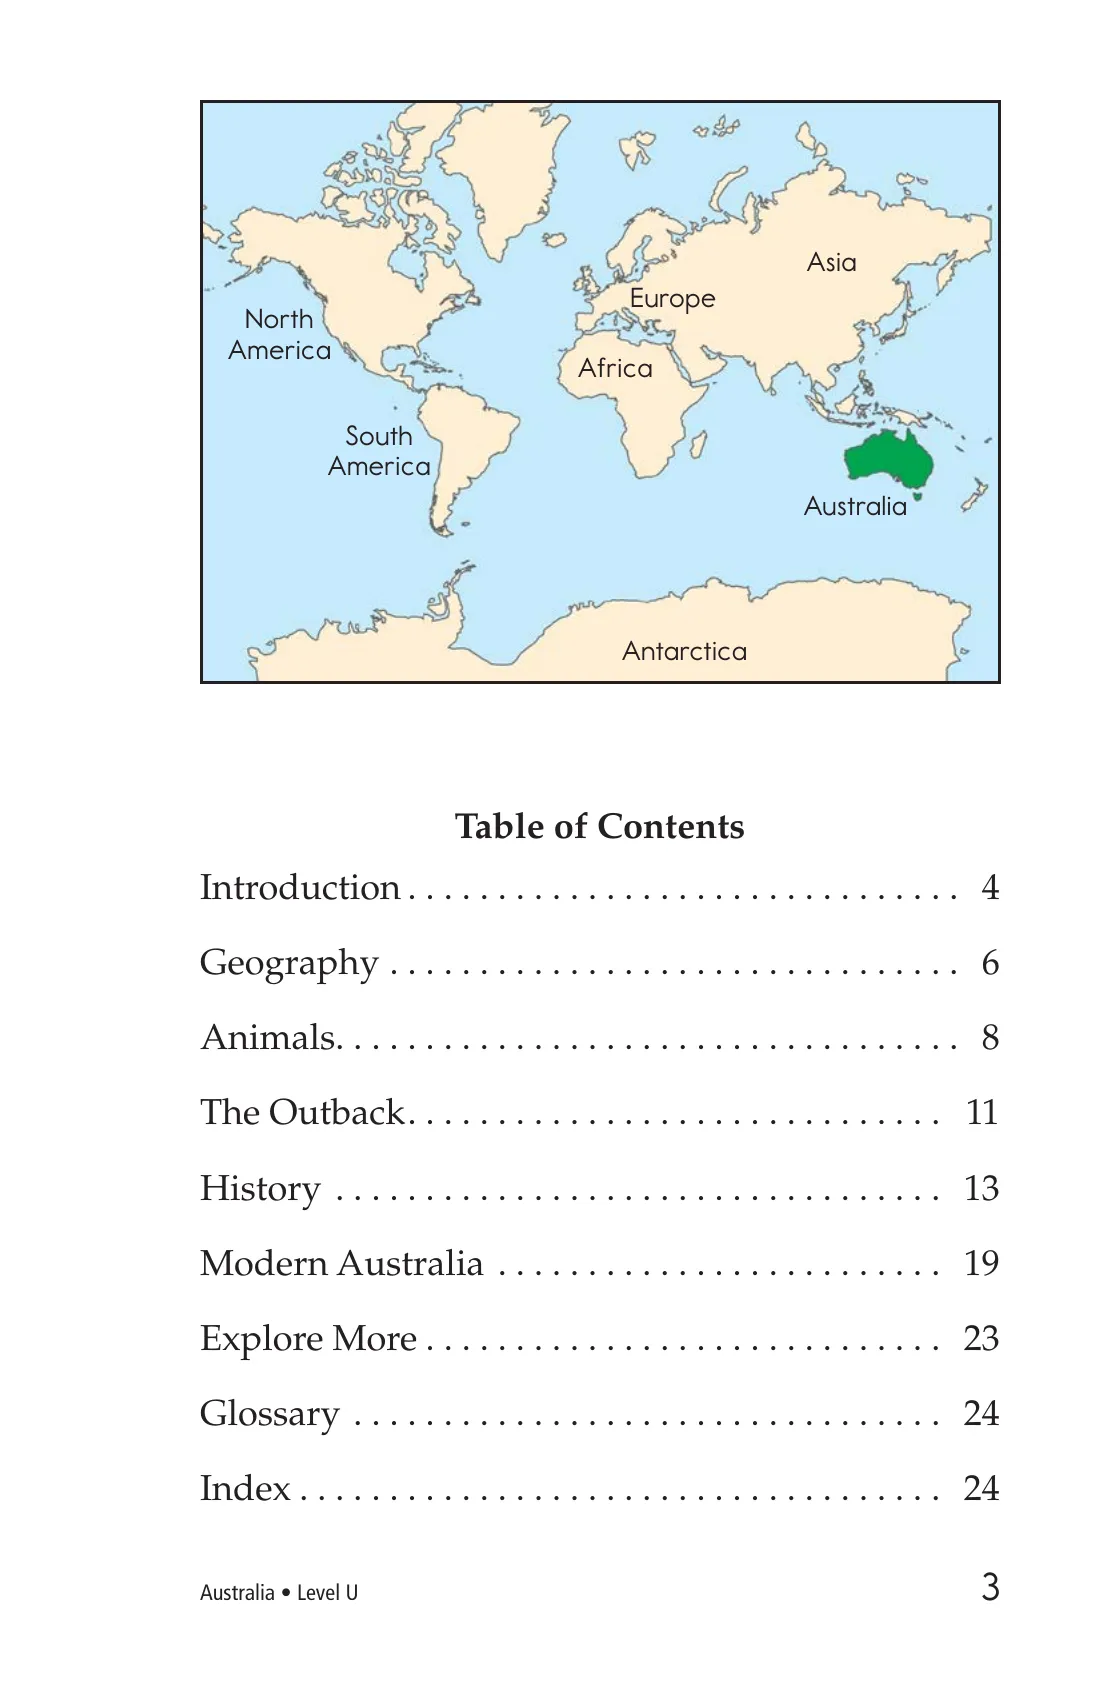 Asia
Europe
North
America
Africa
South
America
Australia
Antarctica
Table of Contents
Introduction . . . . . . . . . . . . . . . . . . . . . . . . . . . . . . . 4
Geography . . . . . . . . . . . . . . . . . . . . . . . . . . . . . . . . 6
Animals. . . . . . . . . . . . . . . . . . . . . . . . . . . . . . . . . . . 8
The Outback. . . . . . . . . . . . . . . . . . . . . . . . . . . . . . 11
History . . . . . . . . . . . . . . . . . . . . . . . . . . . . . . . . . . 13
Modern Australia . . . . . . . . . . . . . . . . . . . . . . . . . 19
Explore More . . . . . . . . . . . . . . . . . . . . . . . . . . . . . 23
Glossary . . . . . . . . . . . . . . . . . . . . . . . . . . . . . . . . . 24
Index . . . . . . . . . . . . . . . . . . . . . . . . . . . . . . . . . . . . 24
Australia • Level U 3